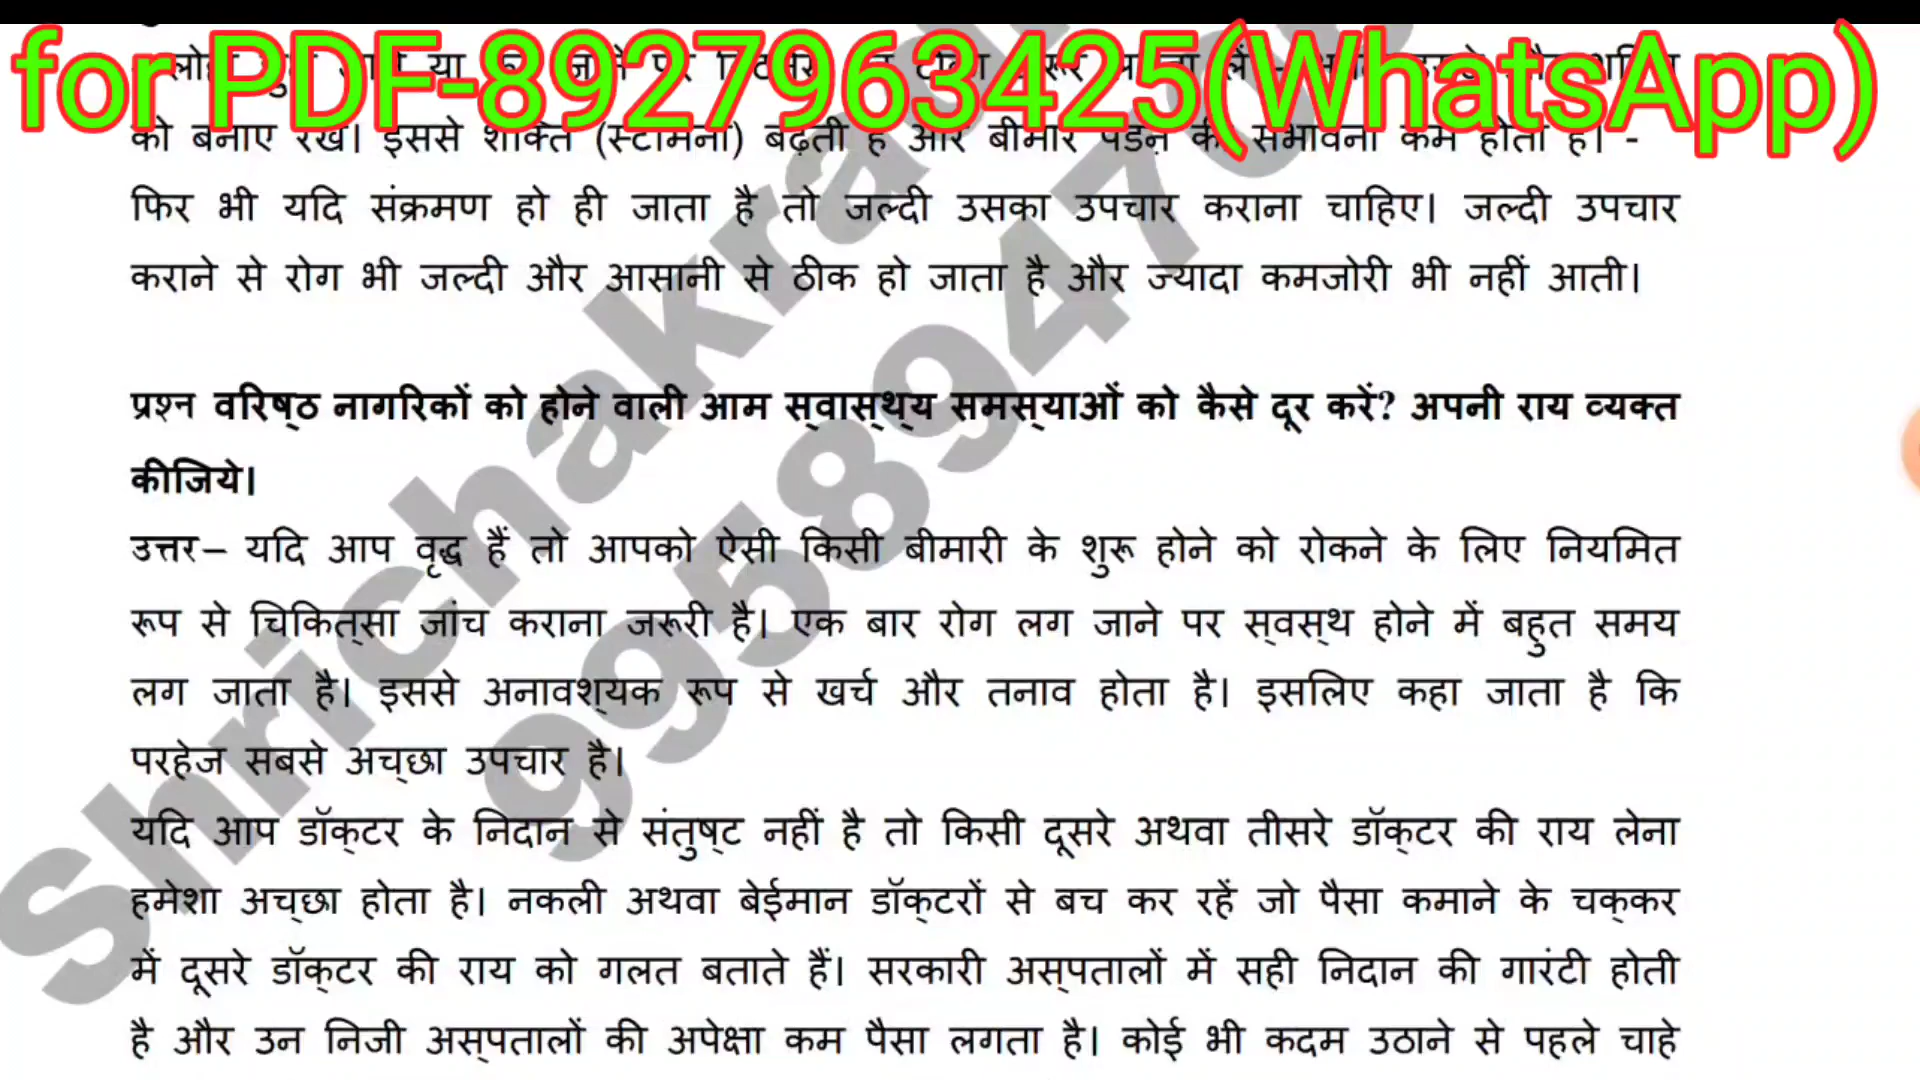 for PDF-8927963425(WhatsApp)
को बनाए रखें। इससे शक्ति (स्टामिना) बढ़ती है और बीमार पड़ने की संभावना कम होती है। -
फिर भी यदि संक्रमण हो ही जाता है तो जल्दी उसका उपचार कराना चाहिए। जल्दी उपचार
कराने से रोग भी जल्दी और आसानी से ठीक हो जाता है और ज्यादा कमजोरी भी नहीं आती।
प्रश्न वरिष्ठ नागरिकों को होने वाली आम स्वास्थ्य समस्याओं को कैसे दूर करें? अपनी राय व्यक्त
कीजिये।
उत्तर– यदि आप वृद्ध हैं तो आपको ऐसी किसी बीमारी के शुरू होने को रोकने के लिए नियमित
रूप से चिकित्सा जांच कराना जरूरी है। एक बार रोग लग जाने पर स्वस्थ होने में बहुत समय
लग जाता है। इससे अनावश्यक रूप से खर्च और तनाव होता है। इसलिए कहा जाता है कि
परहेज सबसे अच्छा उपचार है।
यदि आप डॉक्टर के निदान से संतुष्ट नहीं है तो किसी दूसरे अथवा तीसरे डॉक्टर की राय लेना
हमेशा अच्छा होता है। नकली अथवा बेईमान डॉक्टरों से बच कर रहें जो पैसा कमाने के चक्कर
में दूसरे डॉक्टर की राय को गलत बताते हैं। सरकारी अस्पतालों में सही निदान की गारंटी होती
है और उन निजी अस्पतालों की अपेक्षा कम पैसा लगता है। कोई भी कदम उठाने से पहले चाहे